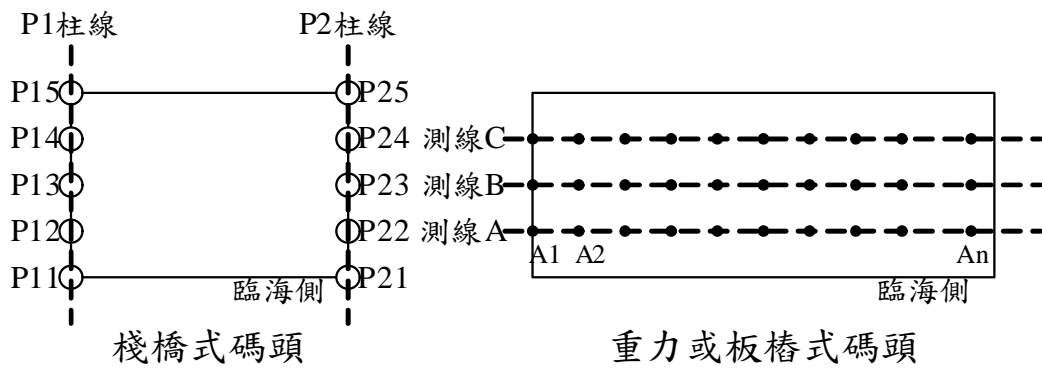 P1柱線 P2柱線
P15 P25
P14 P24 測線C
P13 P23 測線B
P12 P22 測線A
A1 A2 An
P11 P21
臨海側 臨海側
棧橋式碼頭 重力或板樁式碼頭